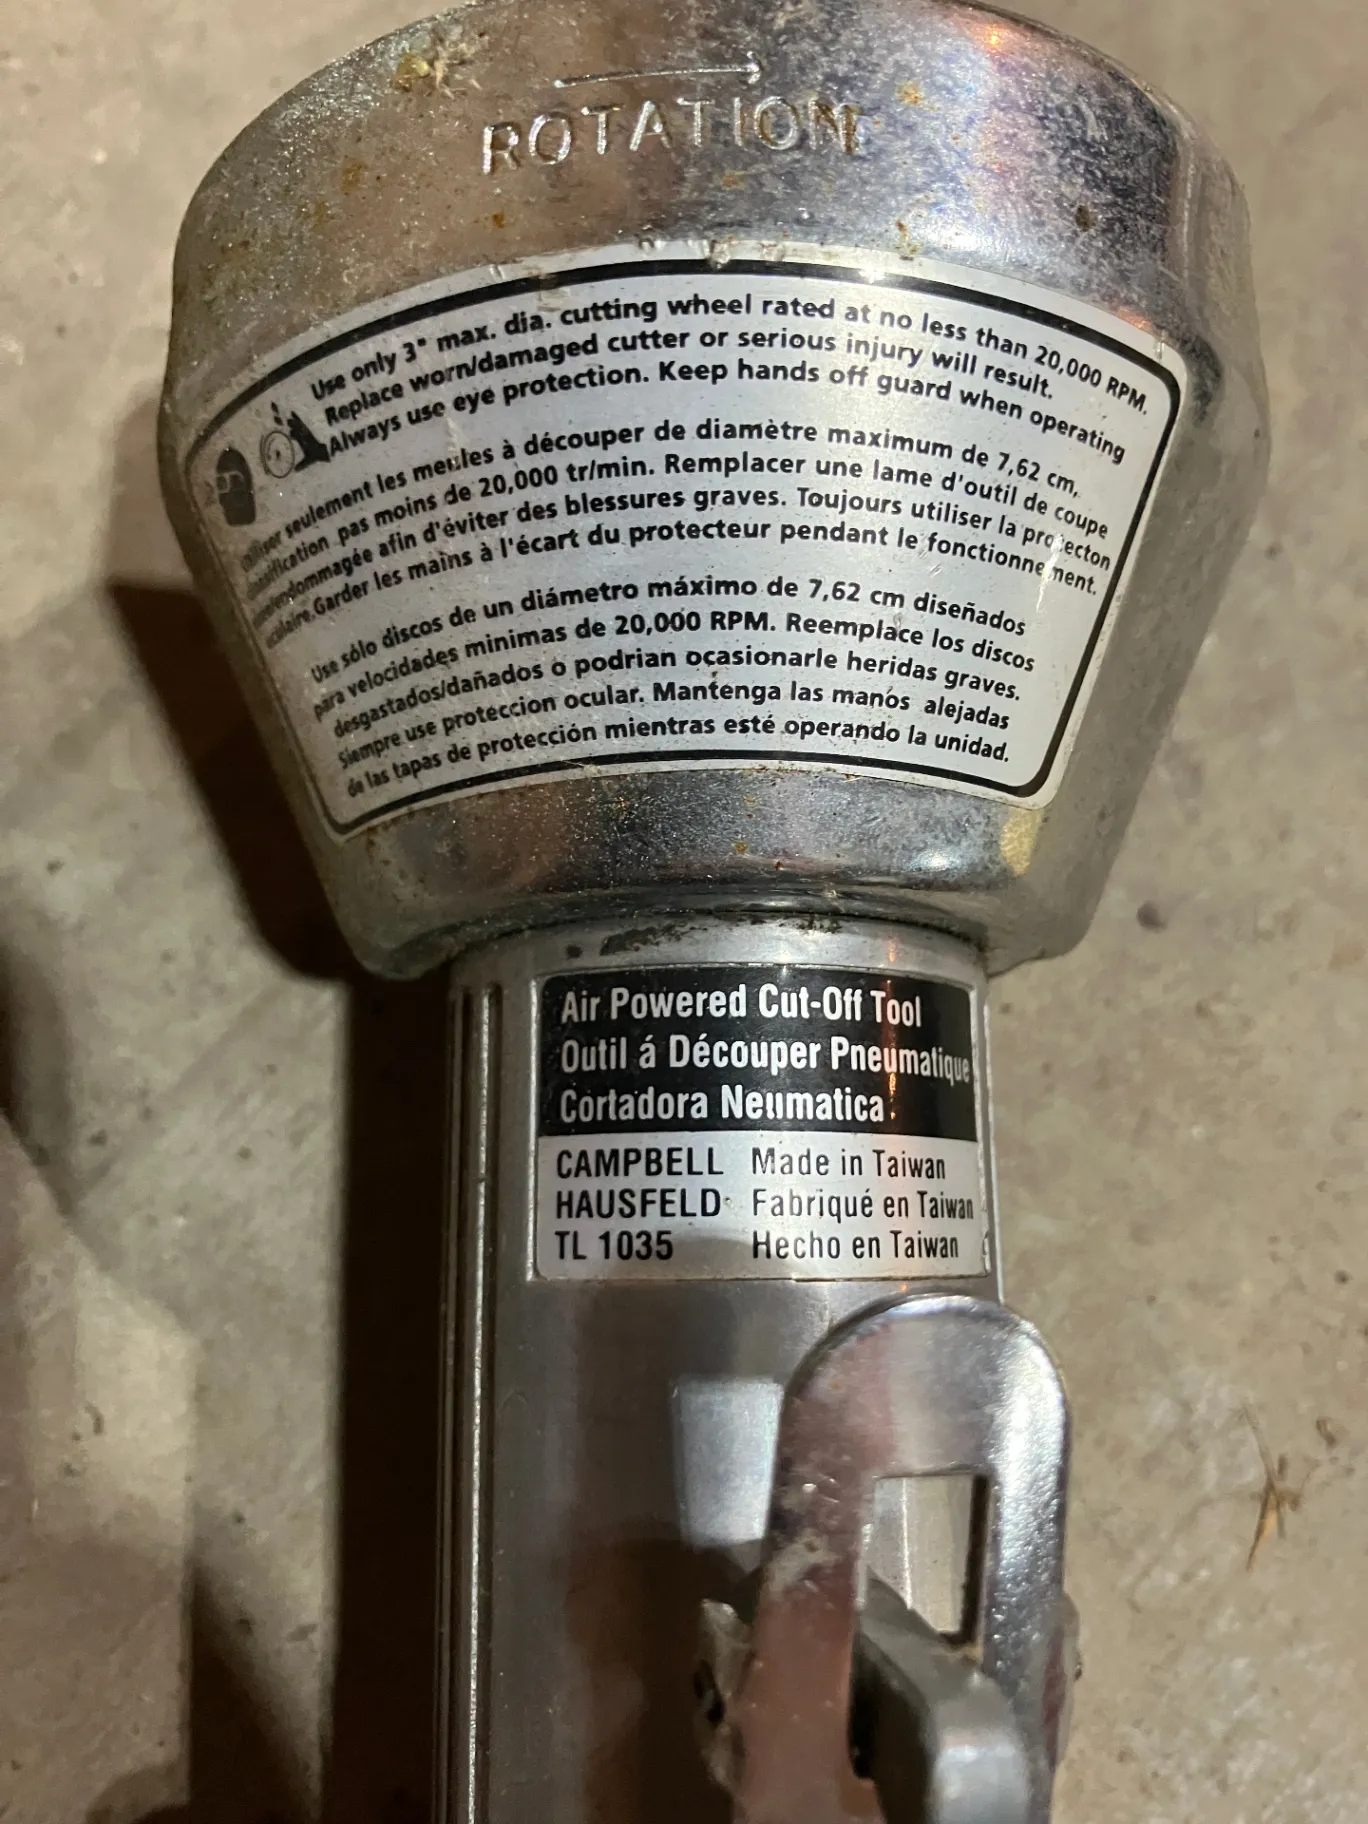 ROTATION
Use only 3" max. dia. cutting wheel rated at no less than 20,000 RPM.
Replace worn/damaged cutter or serious injury will result.
Always use eye protection. Keep hands off guard when operating
Utiliser seulement les meules à découper de diamètre maximum de 7,62 cm,
classification pas moins de 20,000 tr/min. Remplacer une lame d'outil de coupe
usée/endommagée afin d'éviter des blessures graves. Toujours utiliser la protecton
oculaire. Garder les mains à l'écart du protecteur pendant le fonctionnement.
Use sólo discos de un diámetro máximo de 7,62 cm diseñados
para velocidades minimas de 20,000 RPM. Reemplace los discos
desgastados/dañados o podrian ocasionarle heridas graves.
Siempre use proteccion ocular. Mantenga las manos alejadas
de las tapas de protección mientras esté operando la unidad.
Air Powered Cut-Off Tool
Outil á Découper Pneumatique
Cortadora Neumatica
CAMPBELL Made in Taiwan
HAUSFELD Fabriqué en Taiwan
TL 1035 Hecho en Taiwan